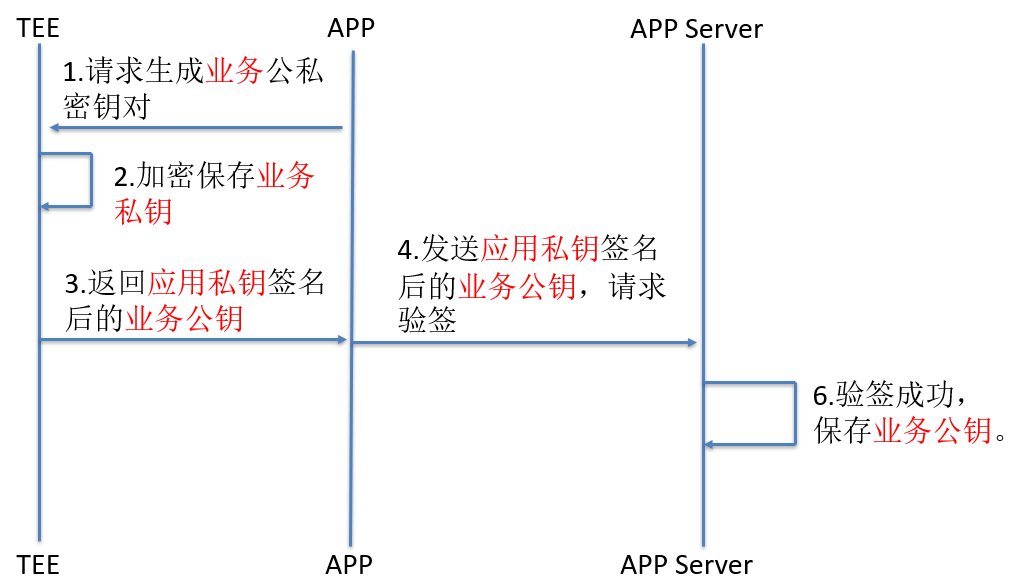 TEE
APP
APP Server
1.请求生成业务公私
密钥对
2.加密保存业务
私钥
3.返回应用私钥签名
后的业务公钥
4.发送应用私钥签名
后的业务公钥，请求
验签
6.验签成功，
保存业务公钥。
TEE
APP
APP Server